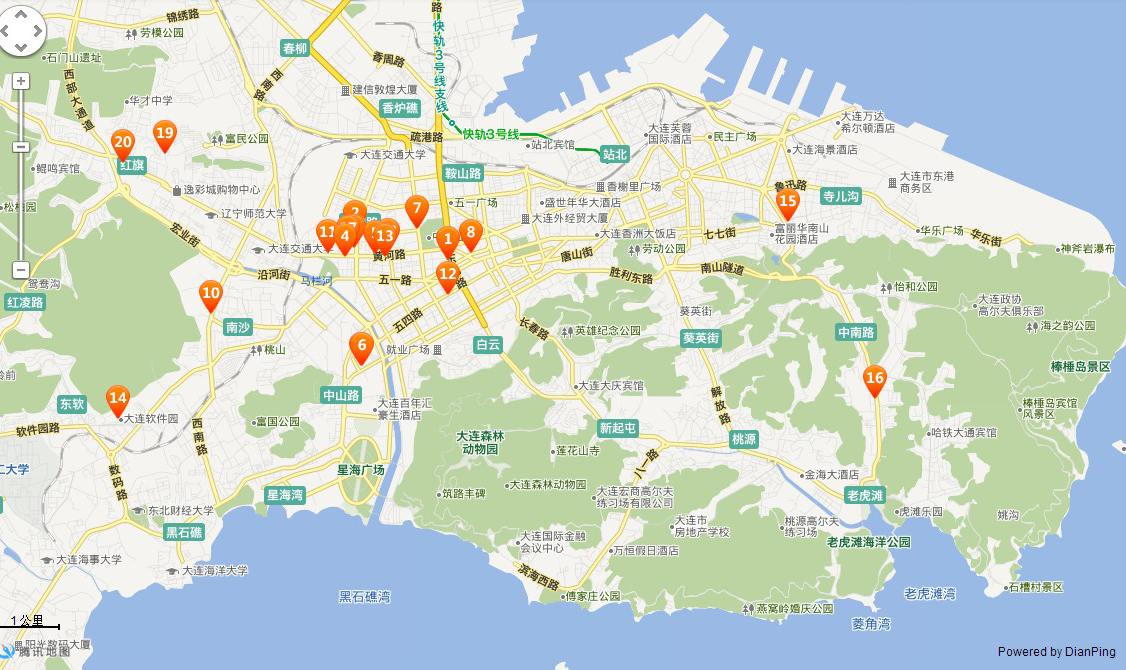 锦绣路
劳模公园
春柳
路
快轨3号线支线
石门山遗址
西部大通道
香周路
西南路
建信敦煌大厦
华才中学
香炉礁
疏港路
快轨3号线
站北宾馆
站北
大连芙蓉
国际酒店
民主广场
大连万达
希尔顿酒店
大连海景酒店
20
19
红旗
富民公园
大连交通大学
鞍山路
鲲鸣宾馆
逸彩城购物中心
香榭里广场
鲁迅路
寺儿沟
大连市东港
商务区
15
松柏园
辽宁师范大学
2
7
五一广场
盛世年华大酒店
大连外经贸大厦
大连香洲大饭店
七七街
富丽华南山
花园酒店
华乐广场
华乐街
神斧岩瀑布
宏业街
大连交通大
11
4
13
1
8
黄河路
劳动公园
唐山街
沿河街
马栏河
五一路
12
胜利东路
南山隧道
怡和公园
鸳鸯沟
红凌路
10
南沙
五四路
长春路
英雄纪念公园
葵英街
葵英街
大连政协
高尔夫俱乐部
海之韵公园
中南路
桃山
6
就业广场
白云
棒棰岛景区
岭前
14
东软
大连软件园
中山路
大连百年汇
豪生酒店
大连大庆宾馆
解放路
16
棒棰岛宾馆
风景区
软件园路
西南路
富国公园
大连森林
动物园
新起屯
桃源
哈铁大通宾馆
工大学
星海广场
莲花山寺
八一路
金海大酒店
数码路
星海湾
筑路丰碑
大连森林动物园
大连宏商高尔夫
练习场有限公司
老虎滩
虎滩乐园
姚沟
东北财经大学
黑石礁
大连市
房地产学校
桃源高尔夫
练习场
老虎滩海洋公园
大连国际金融
会议中心
万恒假日酒店
大连海事大学
大连海洋大学
滨海西路
傅家庄公园
石槽村景区
黑石礁湾
燕窝岭婚庆公园
老虎滩湾
菱角湾
1公里
阳光数码大厦
腾讯地图
Powered by DianPing